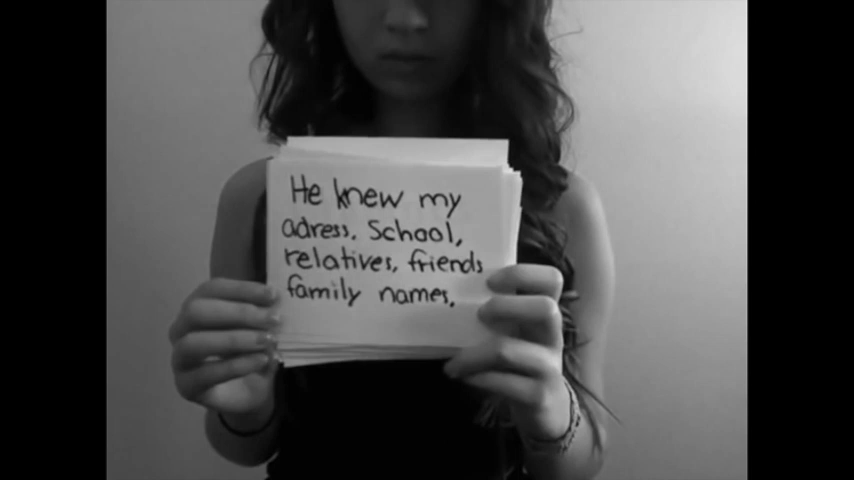 He knew my
adress. School,
relatives, friends
family names.